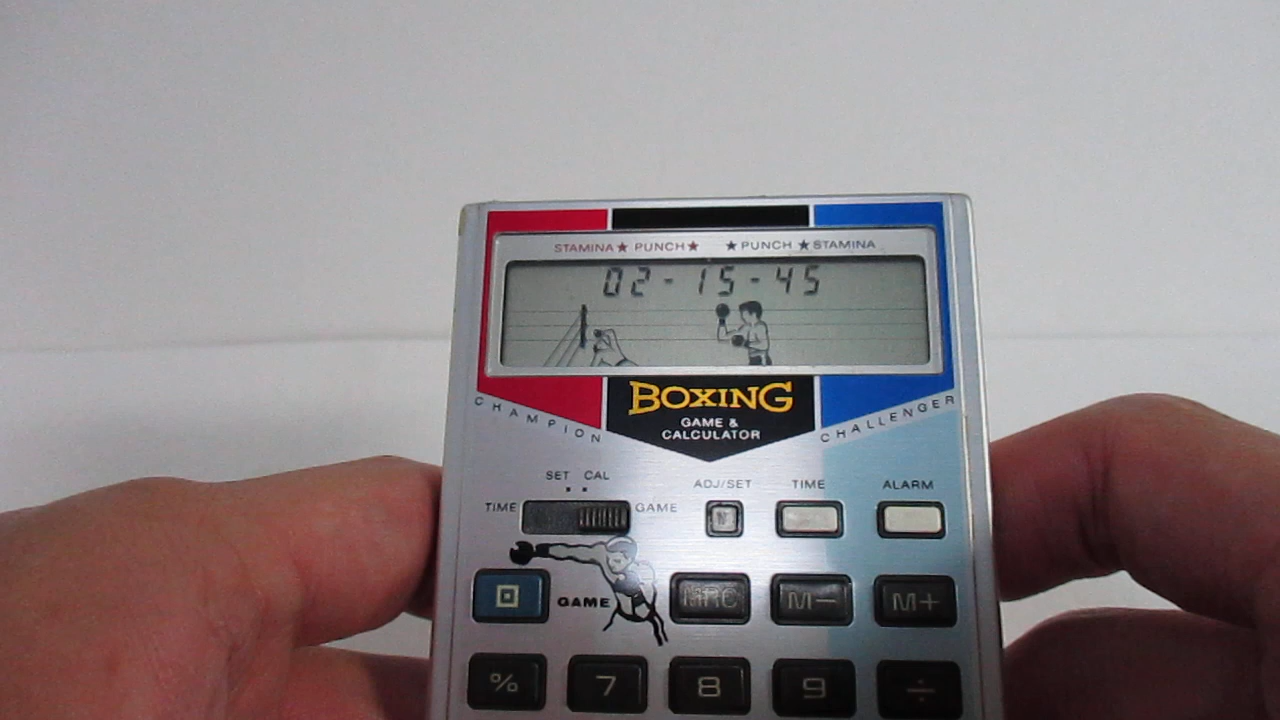 STAMINA★ PUNCH★ ★PUNCH ★STAMINA
02-15-45
BOXING
GAME &
CALCULATOR
CHAMPION
CHALLENGER
SET CAL
TIME GAME
ADJ/SET TIME ALARM
GAME MRC M− M+
% 7 8 9 ÷